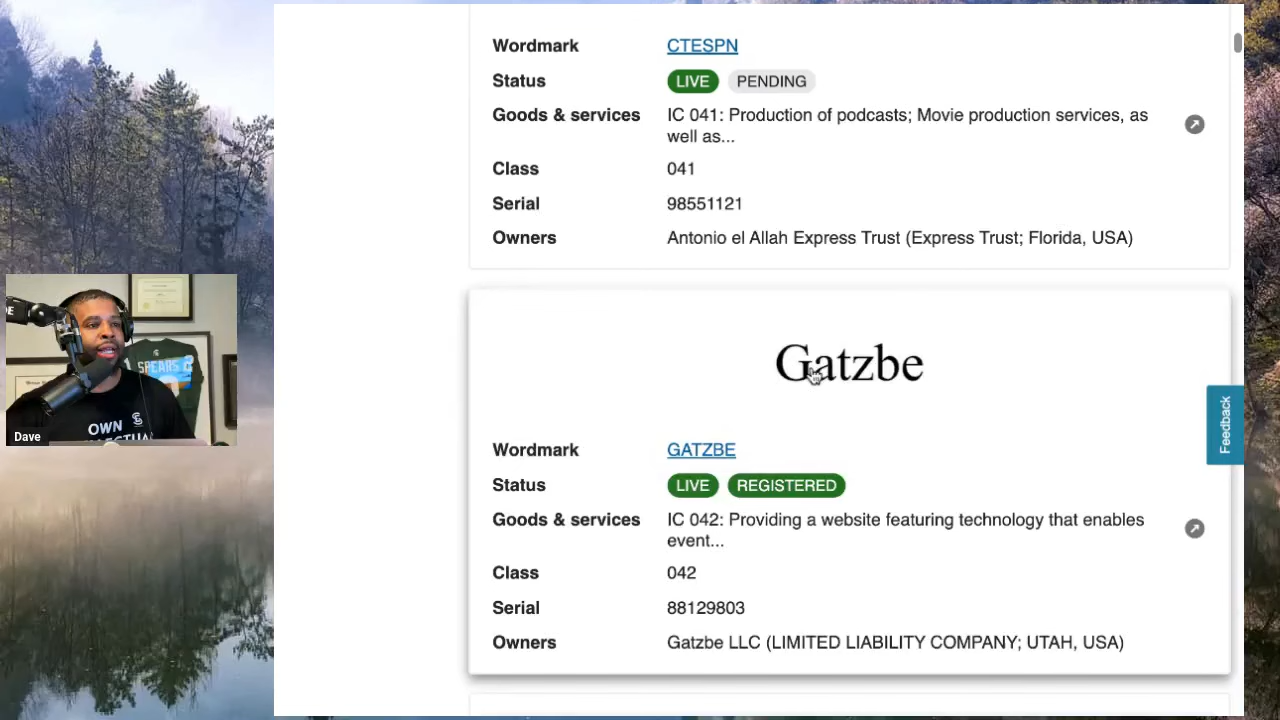 Wordmark CTESPN
Status LIVE PENDING
Goods & services IC 041: Production of podcasts; Movie production services, as
well as...
Class 041
Serial 98551121
Owners Antonio el Allah Express Trust (Express Trust; Florida, USA)
Gatzbe
Wordmark GATZBE
Status LIVE REGISTERED
Goods & services IC 042: Providing a website featuring technology that enables
event...
Class 042
Serial 88129803
Owners Gatzbe LLC (LIMITED LIABILITY COMPANY; UTAH, USA)
Feedback
SPEARS
OWN
Dave